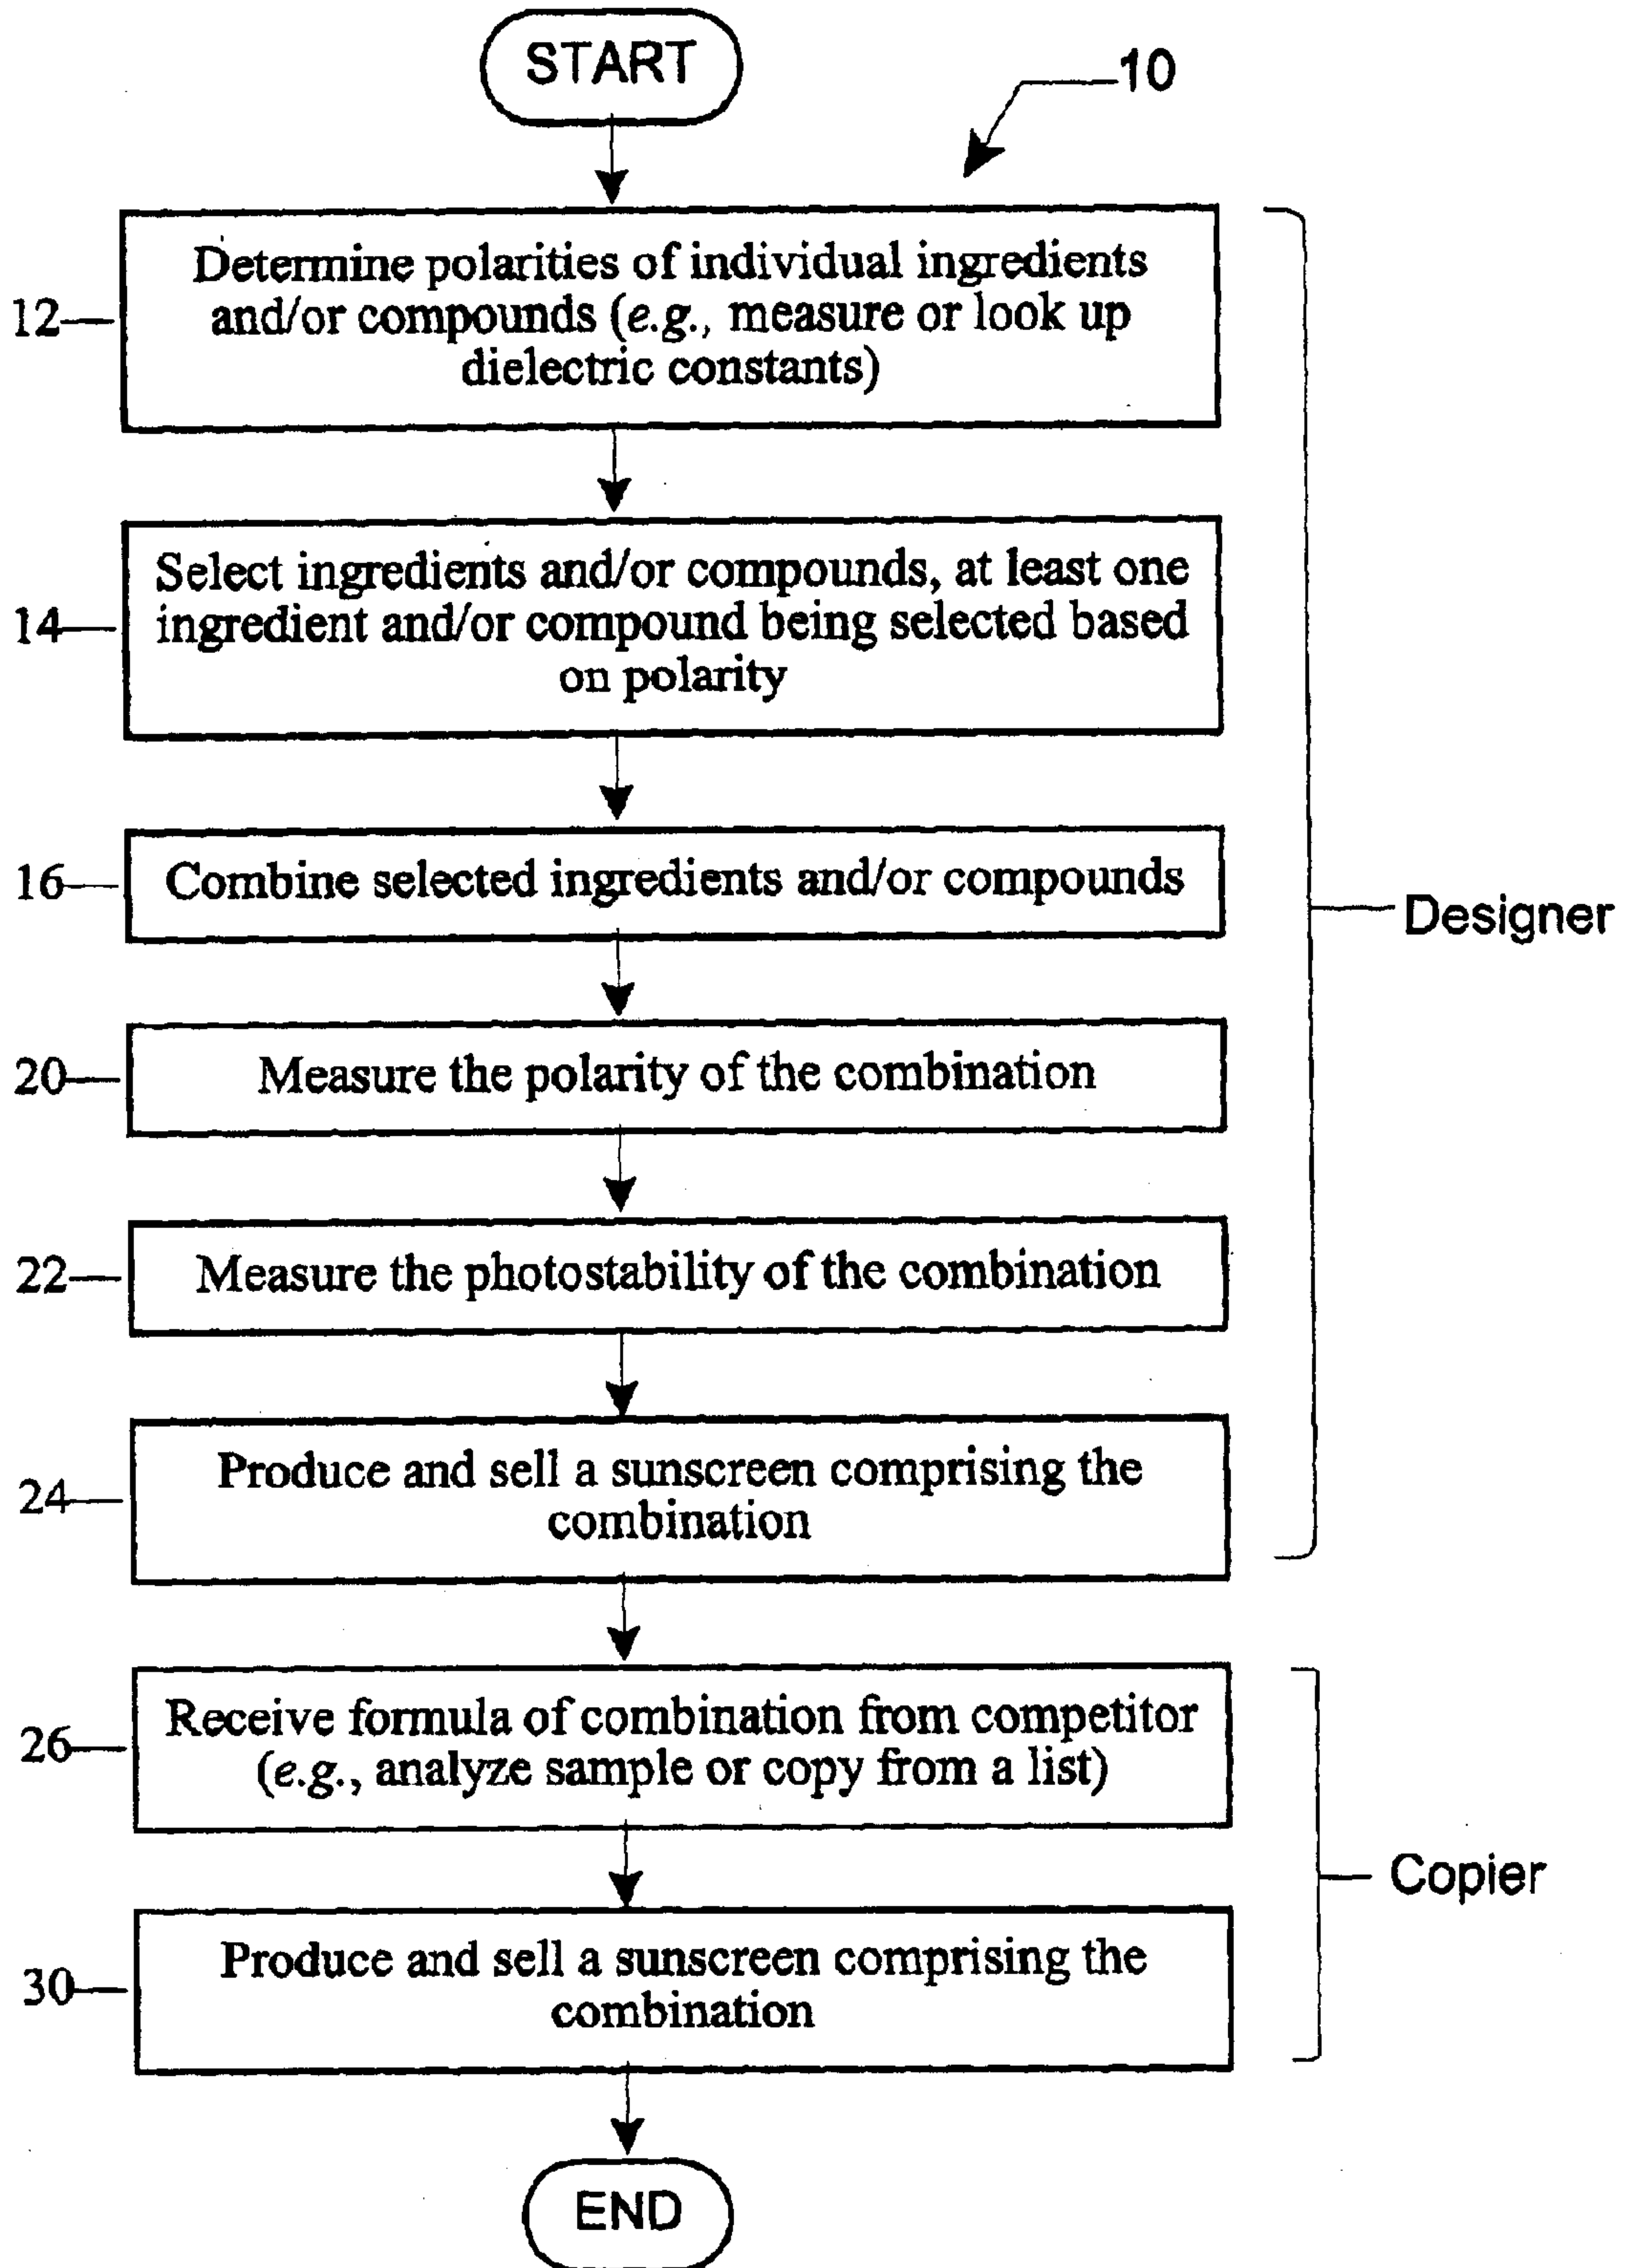 START
10
12
Determine polarities of individual ingredients
and/or compounds (e.g., measure or look up
dielectric constants)
14
Select ingredients and/or compounds, at least one
ingredient and/or compound being selected based
on polarity
16
Combine selected ingredients and/or compounds
Designer
20
Measure the polarity of the combination
22
Measure the photostability of the combination
24
Produce and sell a sunscreen comprising the
combination
26
Receive formula of combination from competitor
(e.g., analyze sample or copy from a list)
Copier
30
Produce and sell a sunscreen comprising the
combination
END